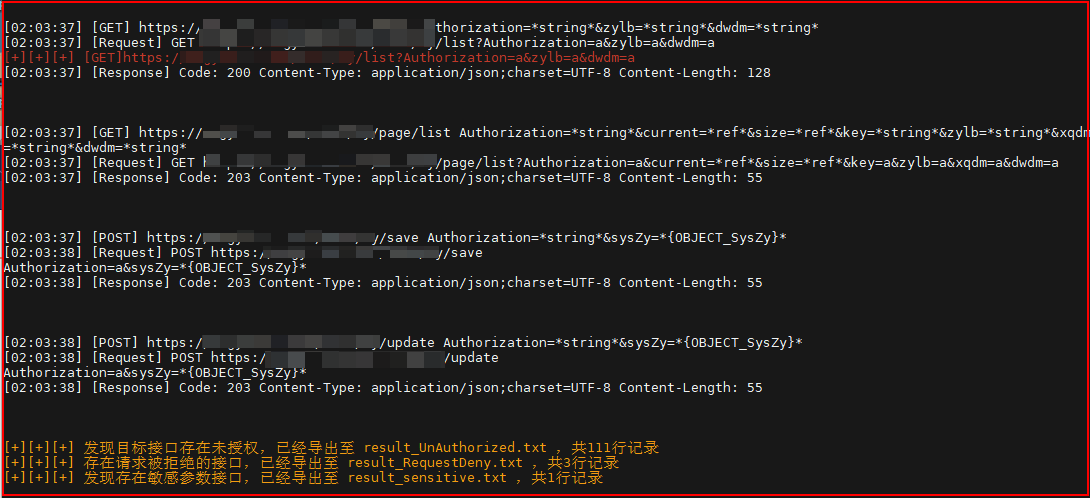 [02:03:37] [GET] https:/ thorization=*string*&zylb=*string*&dwdm=*string*
[02:03:37] [Request] GET /list?Authorization=a&zylb=a&dwdm=a
[+][+][+] [GET]https: /list?Authorization=a&zylb=a&dwdm=a
[02:03:37] [Response] Code: 200 Content-Type: application/json;charset=UTF-8 Content-Length: 128
[02:03:37] [GET] https:// /page/list Authorization=*string*&current=*ref*&size=*ref*&key=*string*&zylb=*string*&xqdm
=*string*&dwdm=*string*
[02:03:37] [Request] GET /page/list?Authorization=a&current=*ref*&size=*ref*&key=a&zylb=a&xqdm=a&dwdm=a
[02:03:37] [Response] Code: 203 Content-Type: application/json;charset=UTF-8 Content-Length: 55
[02:03:37] [POST] https:/ /save Authorization=*string*&sysZy=*{OBJECT_SysZy}*
[02:03:38] [Request] POST https: /save
Authorization=a&sysZy=*{OBJECT_SysZy}*
[02:03:38] [Response] Code: 203 Content-Type: application/json;charset=UTF-8 Content-Length: 55
[02:03:38] [POST] https:/ /update Authorization=*string*&sysZy=*{OBJECT_SysZy}*
[02:03:38] [Request] POST https: /update
Authorization=a&sysZy=*{OBJECT_SysZy}*
[02:03:38] [Response] Code: 203 Content-Type: application/json;charset=UTF-8 Content-Length: 55
[+][+][+] 发现目标接口存在未授权，已经导出至 result_UnAuthorized.txt ，共111行记录
[+][+][+] 存在请求被拒绝的接口，已经导出至 result_RequestDeny.txt ，共3行记录
[+][+][+] 发现存在敏感参数接口，已经导出至 result_sensitive.txt ，共1行记录